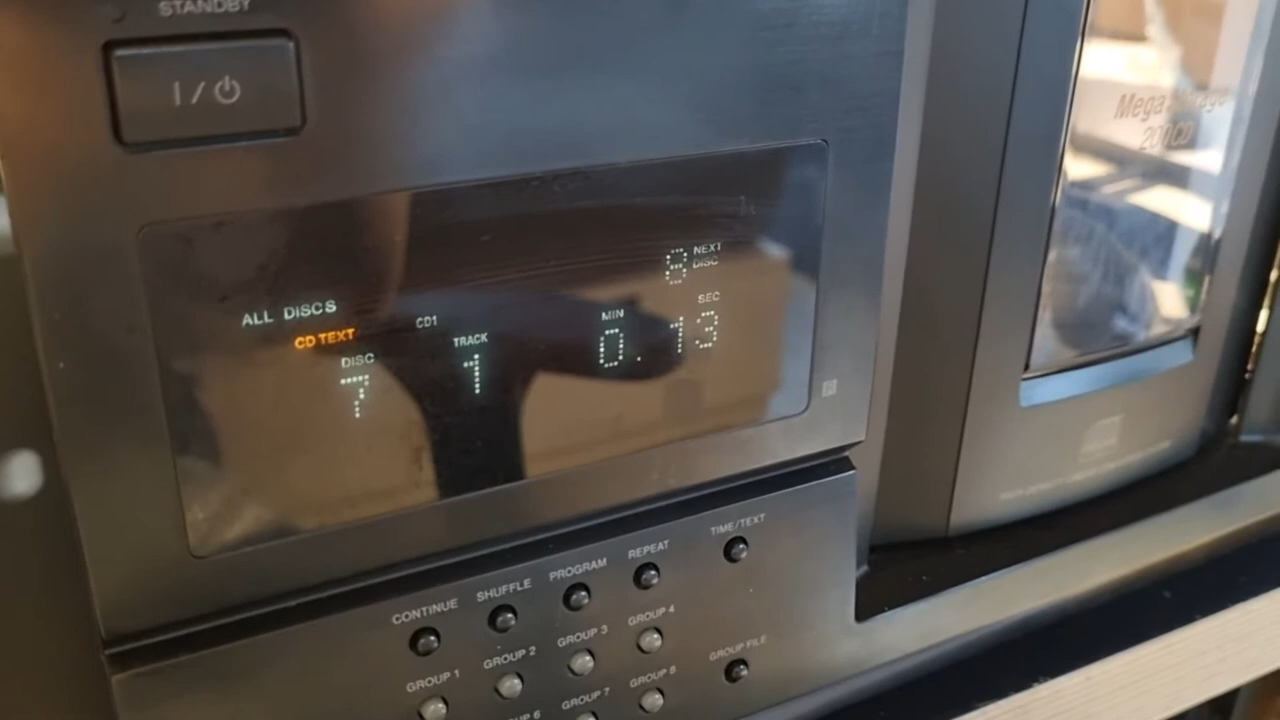 STANDBY
I / ⏻
Mega Storage
200CD
8 NEXT DISC
ALL DISCS
CD TEXT
CD1
DISC
7
TRACK
1
MIN
SEC
0. 13
CONTINUE
SHUFFLE
PROGRAM
REPEAT
TIME/TEXT
GROUP 1
GROUP 2
GROUP 3
GROUP 4
GROUP FILE
GROUP 6
GROUP 7
GROUP 8